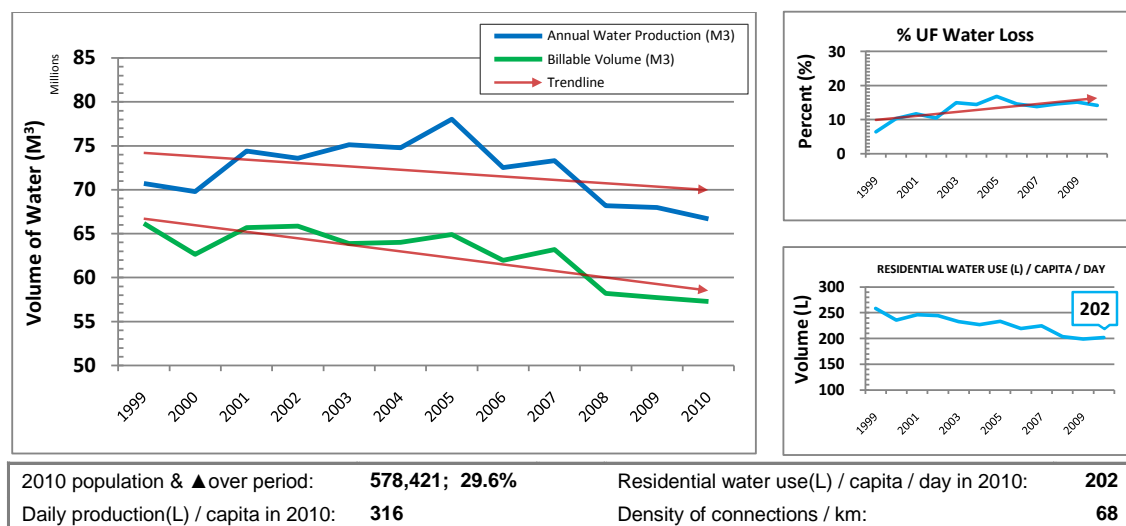 Annual Water Production (M3)
Billable Volume (M3)
Trendline
Millions
Volume of Water (M³)
85
80
75
70
65
60
55
50
1999 2000 2001 2002 2003 2004 2005 2006 2007 2008 2009 2010
% UF Water Loss
Percent (%)
30
20
10
0
1999 2001 2003 2005 2007 2009
RESIDENTIAL WATER USE (L) / CAPITA / DAY
Volume (L)
300
250
200
150
100
202
1999 2001 2003 2005 2007 2009
2010 population & ▲over period: 578,421; 29.6% Residential water use(L) / capita / day in 2010: 202
Daily production(L) / capita in 2010: 316 Density of connections / km: 68